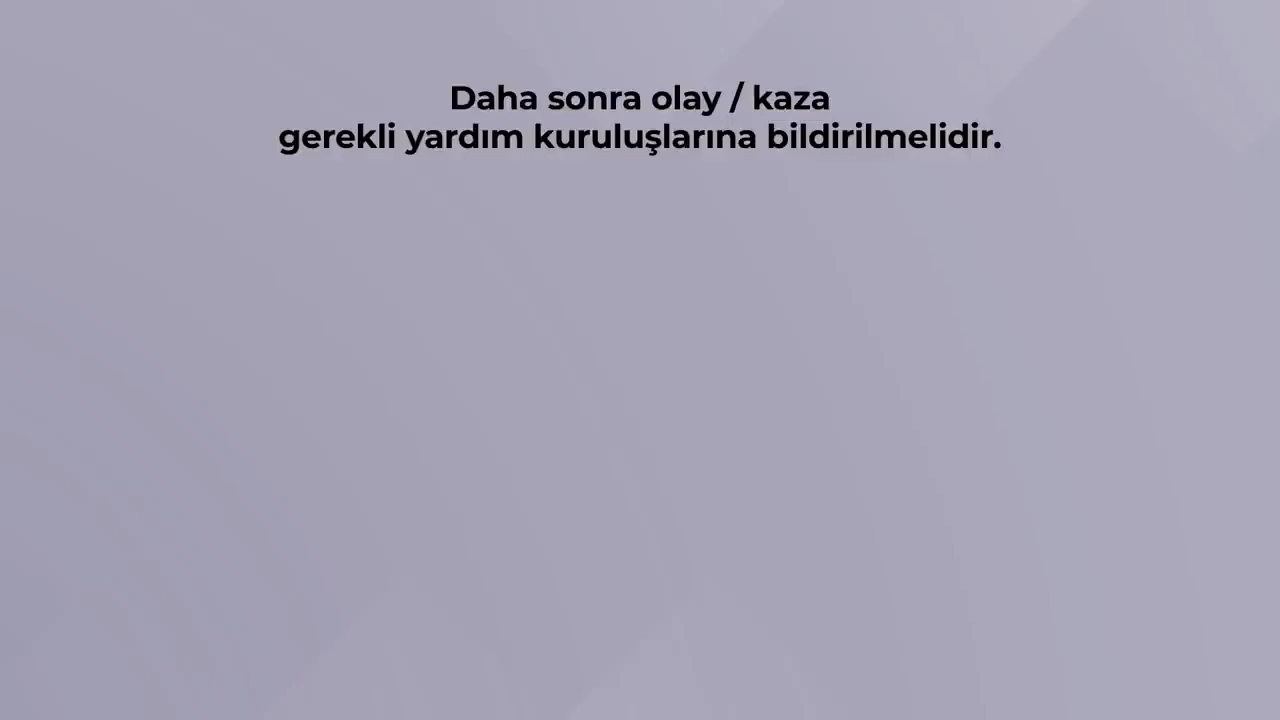 Daha sonra olay / kaza
gerekli yardım kuruluşlarına bildirilmelidir.